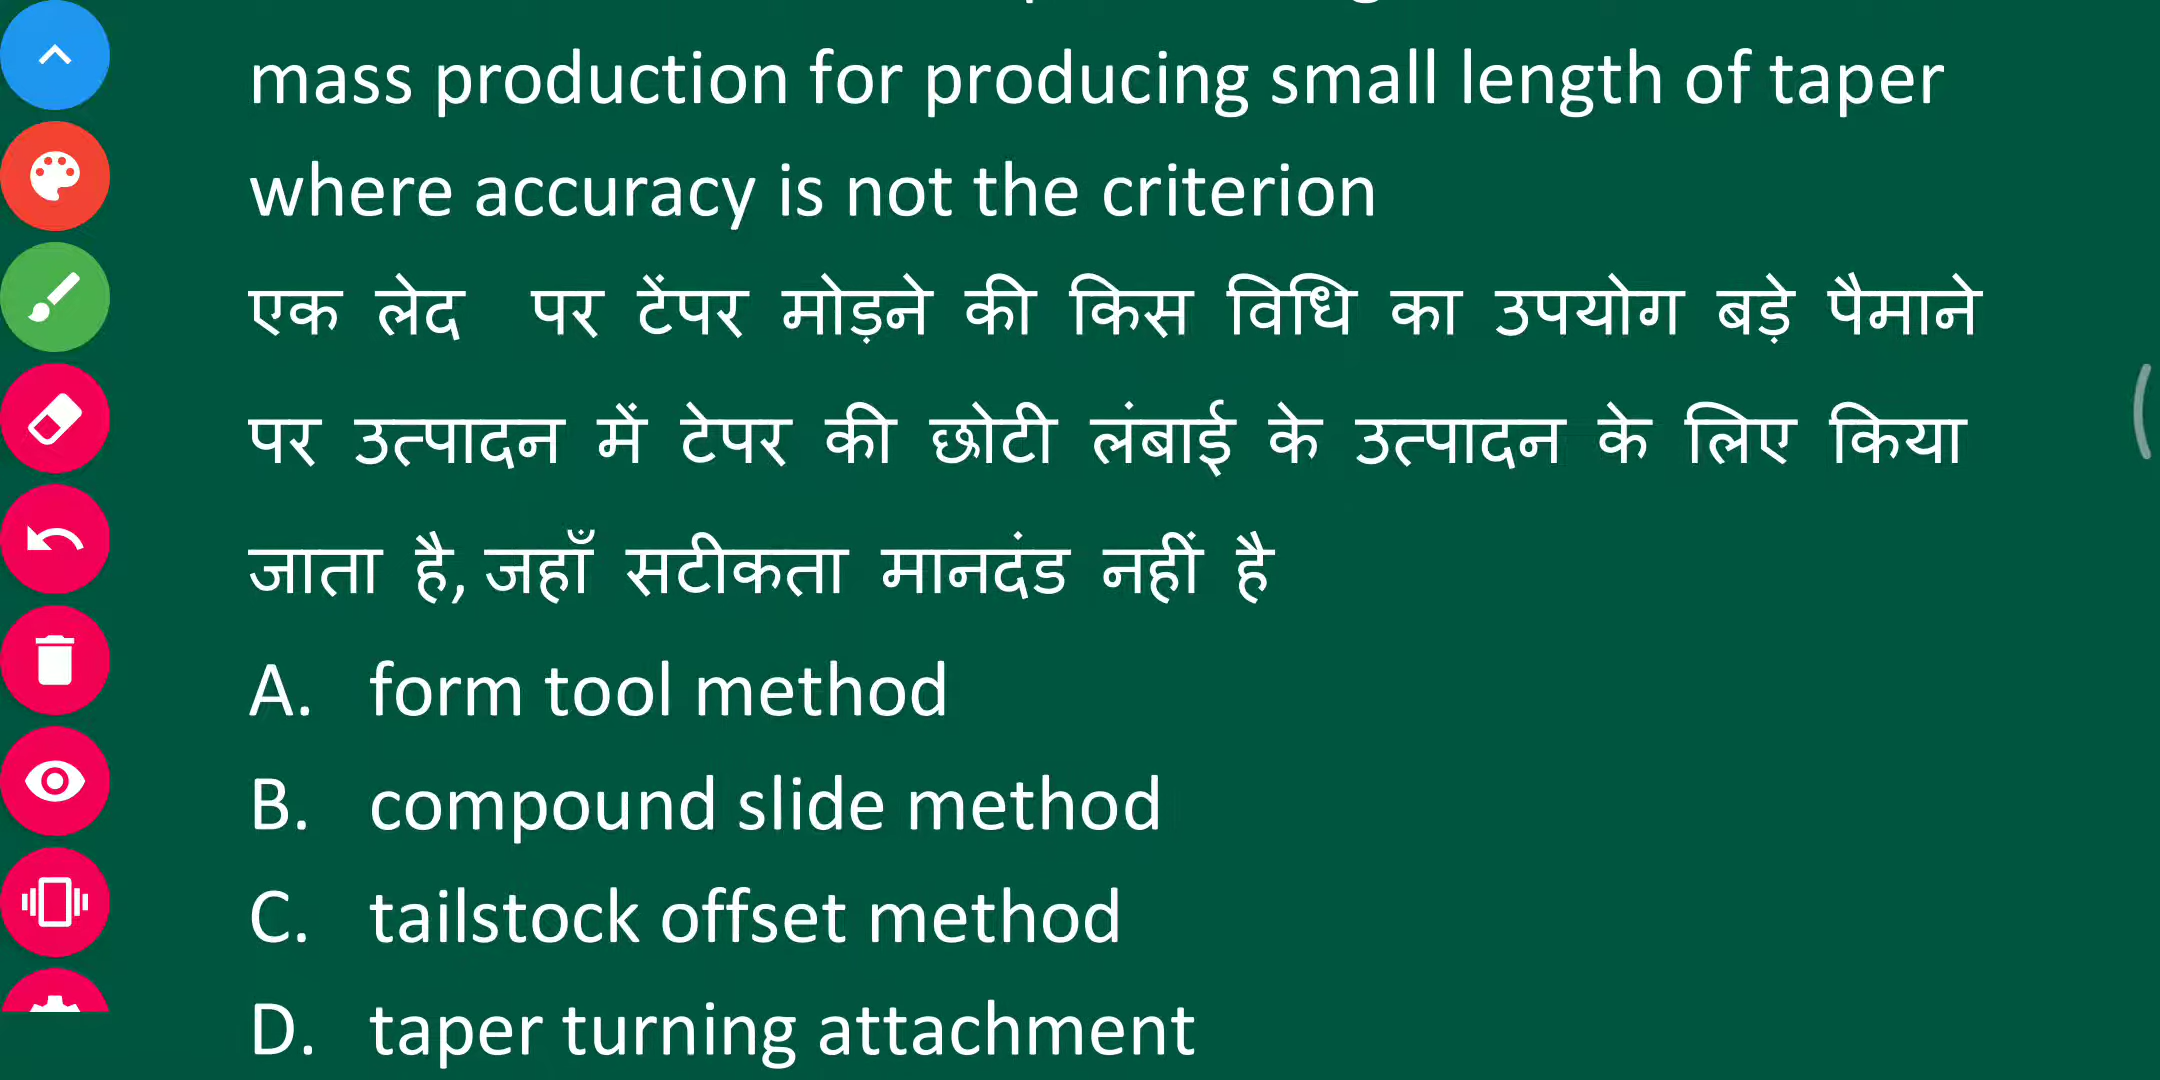 mass production for producing small length of taper
where accuracy is not the criterion
एक लेद पर टेंपर मोड़ने की किस विधि का उपयोग बड़े पैमाने
पर उत्पादन में टेपर की छोटी लंबाई के उत्पादन के लिए किया
जाता है, जहाँ सटीकता मानदंड नहीं है
A. form tool method
B. compound slide method
C. tailstock offset method
D. taper turning attachment